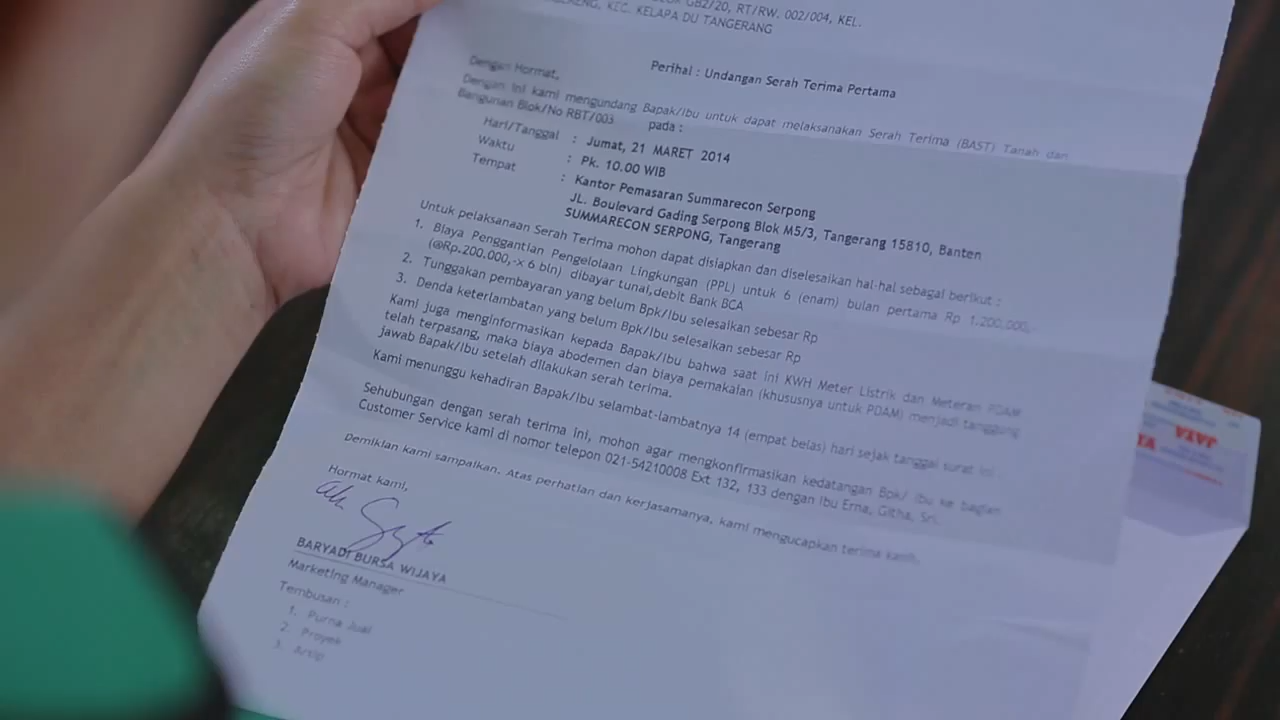 GB2/20, RT/RW. 002/004, KEL.
KEC. KELAPA DU TANGERANG
Perihal : Undangan Serah Terima Pertama
Dengan Hormat,
Dengan ini kami mengundang Bapak/Ibu untuk dapat melaksanakan Serah Terima (BAST) Tanah dan
Bangunan Blok/No RBT/003 pada :
Hari/Tanggal : Jumat, 21 MARET 2014
Waktu : Pk. 10.00 WIB
Tempat : Kantor Pemasaran Summarecon Serpong
JL. Boulevard Gading Serpong Blok M5/3, Tangerang 15810, Banten
SUMMARECON SERPONG, Tangerang
Untuk pelaksanaan Serah Terima mohon dapat disiapkan dan diselesaikan hal-hal sebagai berikut :
1. Biaya Penggantian Pengelolaan Lingkungan (PPL) untuk 6 (enam) bulan pertama Rp 1.200.000,-
(@Rp.200.000,-x 6 bln) dibayar tunai,debit Bank BCA
2. Tunggakan pembayaran yang belum Bpk/Ibu selesaikan sebesar Rp
3. Denda keterlambatan yang belum Bpk/Ibu selesaikan sebesar Rp
Kami juga menginformasikan kepada Bapak/Ibu bahwa saat ini KWH Meter Listrik dan Meteran PDAM
telah terpasang, maka biaya abodemen dan biaya pemakaian (khususnya untuk PDAM) menjadi tanggung
jawab Bapak/Ibu setelah dilakukan serah terima.
Kami menunggu kehadiran Bapak/Ibu selambat-lambatnya 14 (empat belas) hari sejak tanggal surat ini
Sehubungan dengan serah terima ini, mohon agar mengkonfirmasikan kedatangan Bpk/ Ibu ke bagian
Customer Service kami di nomor telepon 021-54210008 Ext 132, 133 dengan Ibu Erna, Githa, Sri.
Demikian kami sampaikan. Atas perhatian dan kerjasamanya, kami mengucapkan terima kasih.
Hormat kami,
BARYADI BURSA WIJAYA
Marketing Manager
Tembusan :
1. Purna Jual
2. Proyek
3. Arsip
JAYA